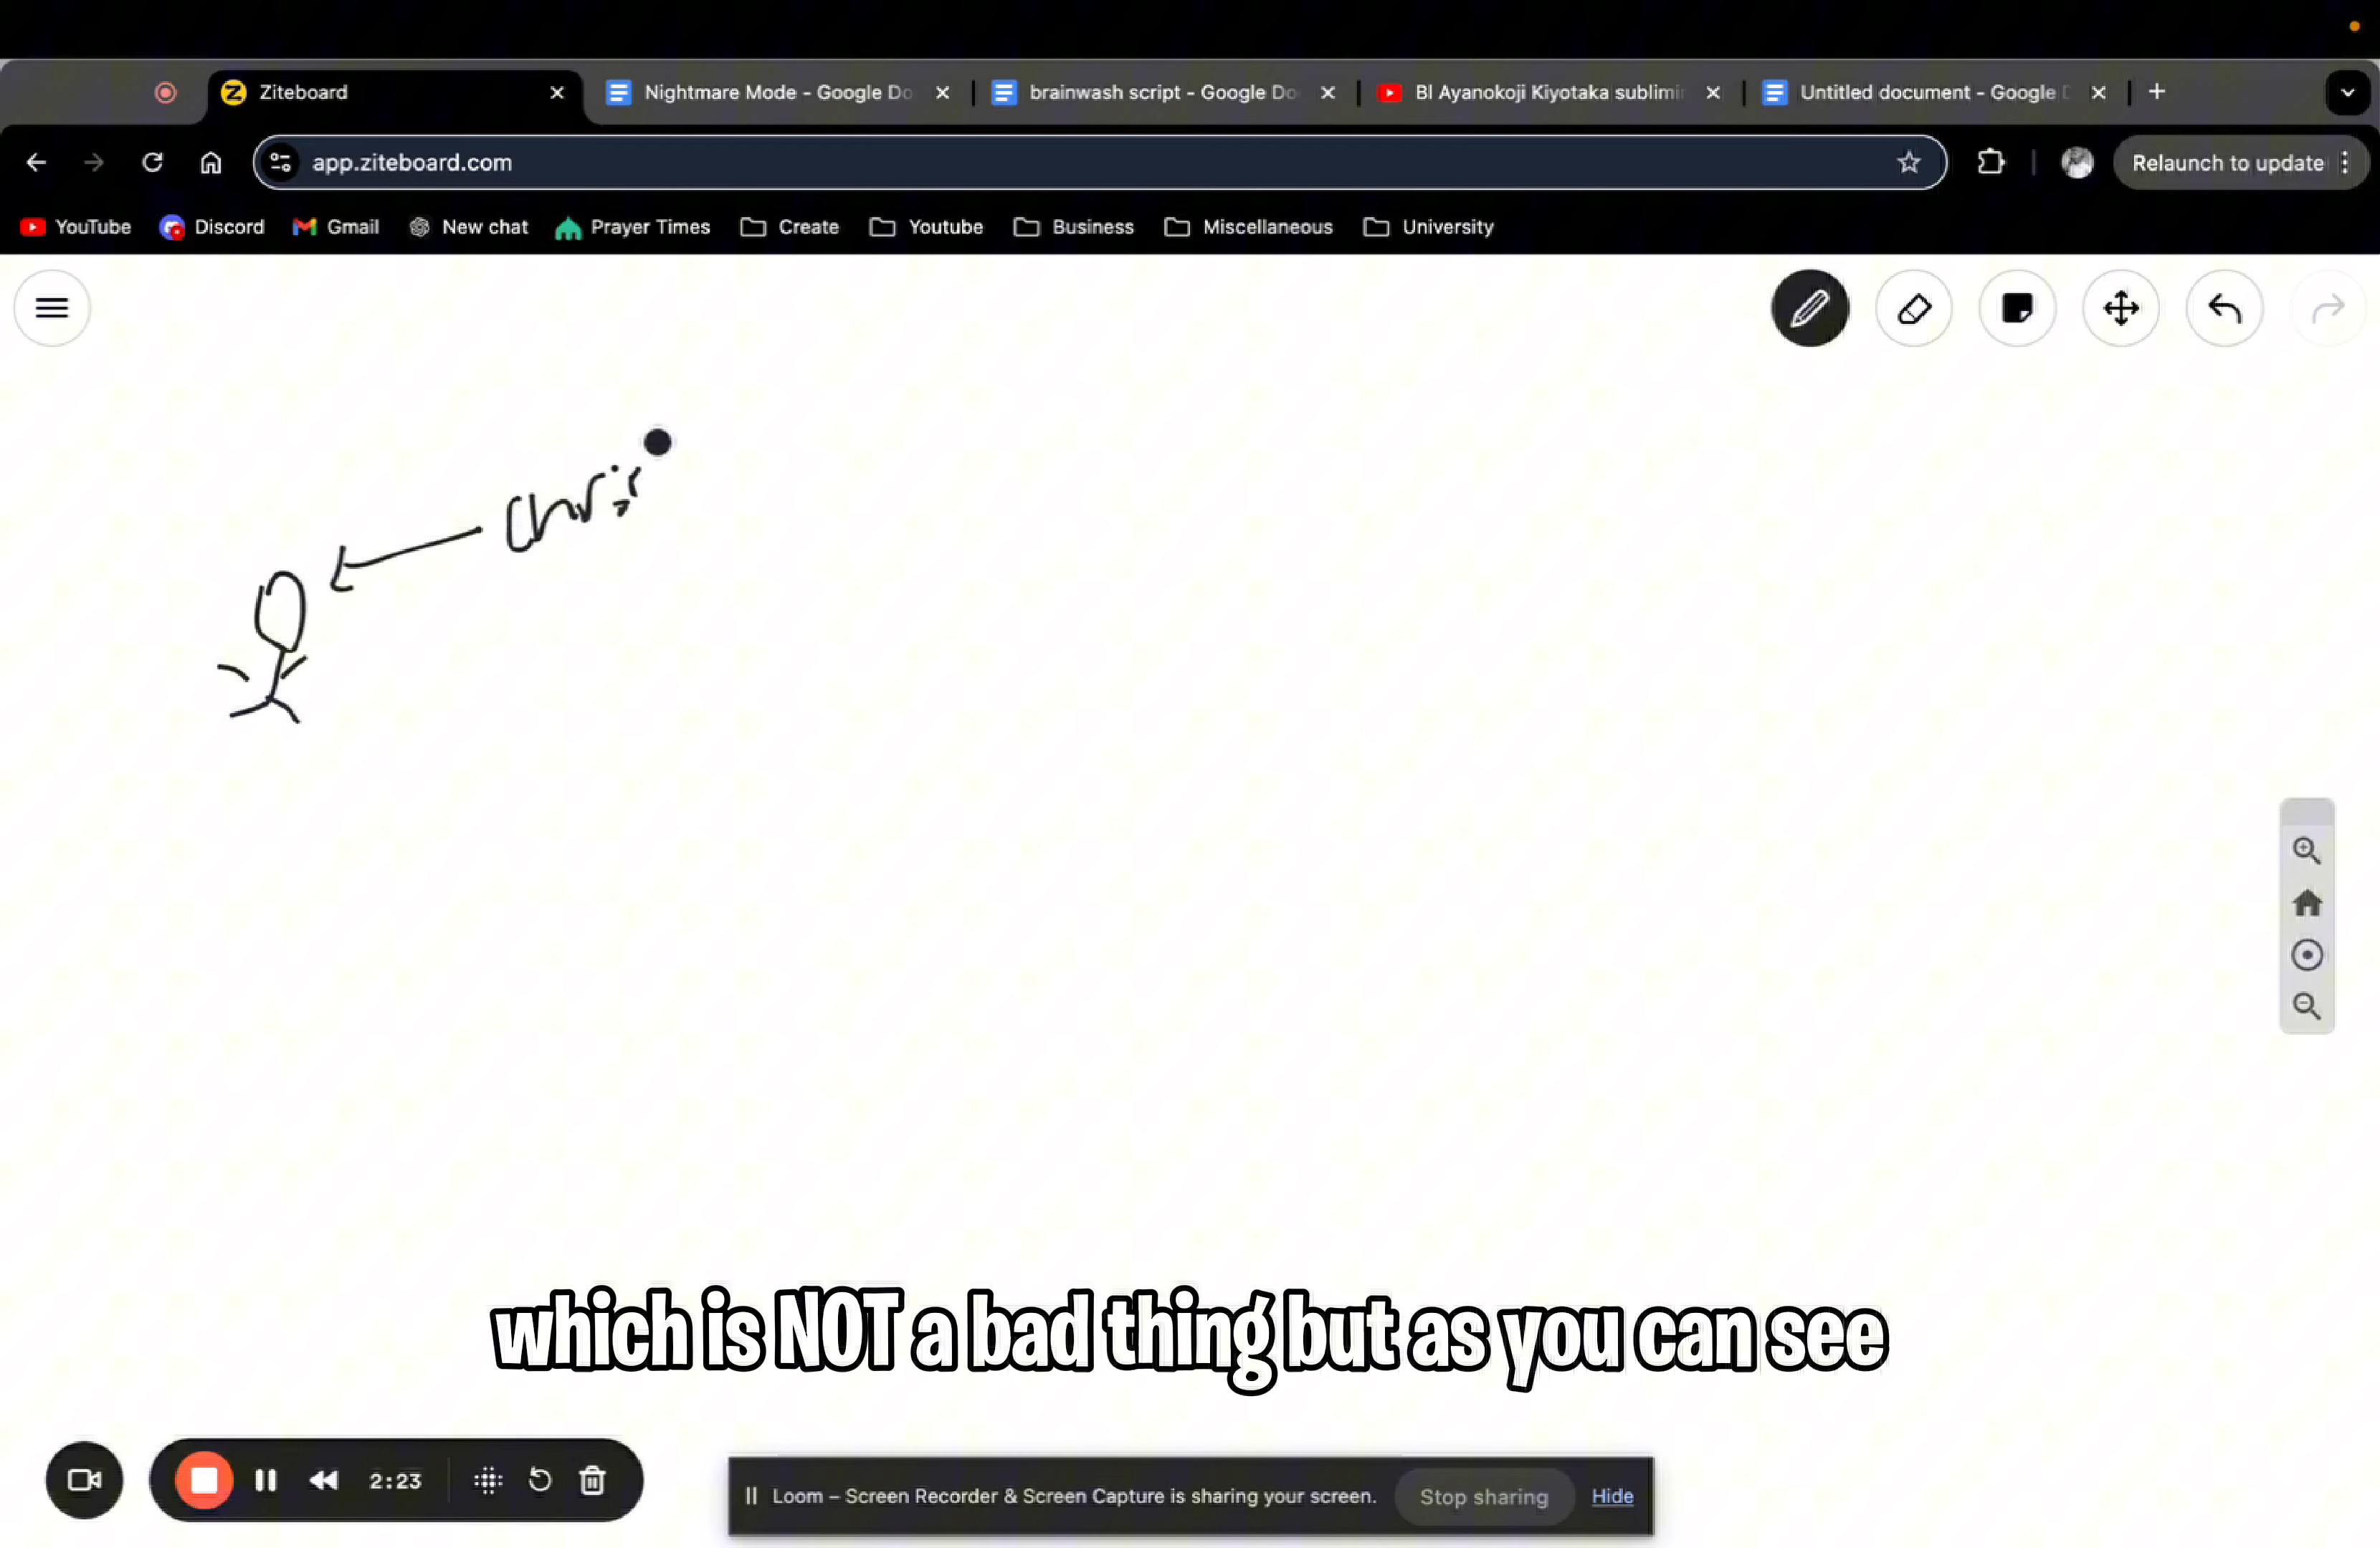 Ziteboard
Nightmare Mode - Google Do
brainwash script - Google Do
Bl Ayanokoji Kiyotaka sublimi
Untitled document - Google D
app.ziteboard.com
Relaunch to update
YouTube
Discord
Gmail
New chat
Prayer Times
Create
Youtube
Business
Miscellaneous
University
which is NOT a bad thing but as you can see
2:23
Loom – Screen Recorder & Screen Capture is sharing your screen.
Stop sharing
Hide